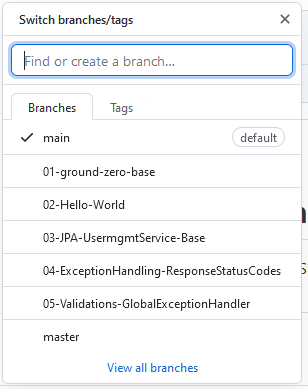 Switch branches/tags
Find or create a branch...
Branches
Tags
main
default
01-ground-zero-base
02-Hello-World
03-JPA-UsermgmtService-Base
04-ExceptionHandling-ResponseStatusCodes
05-Validations-GlobalExceptionHandler
master
View all branches